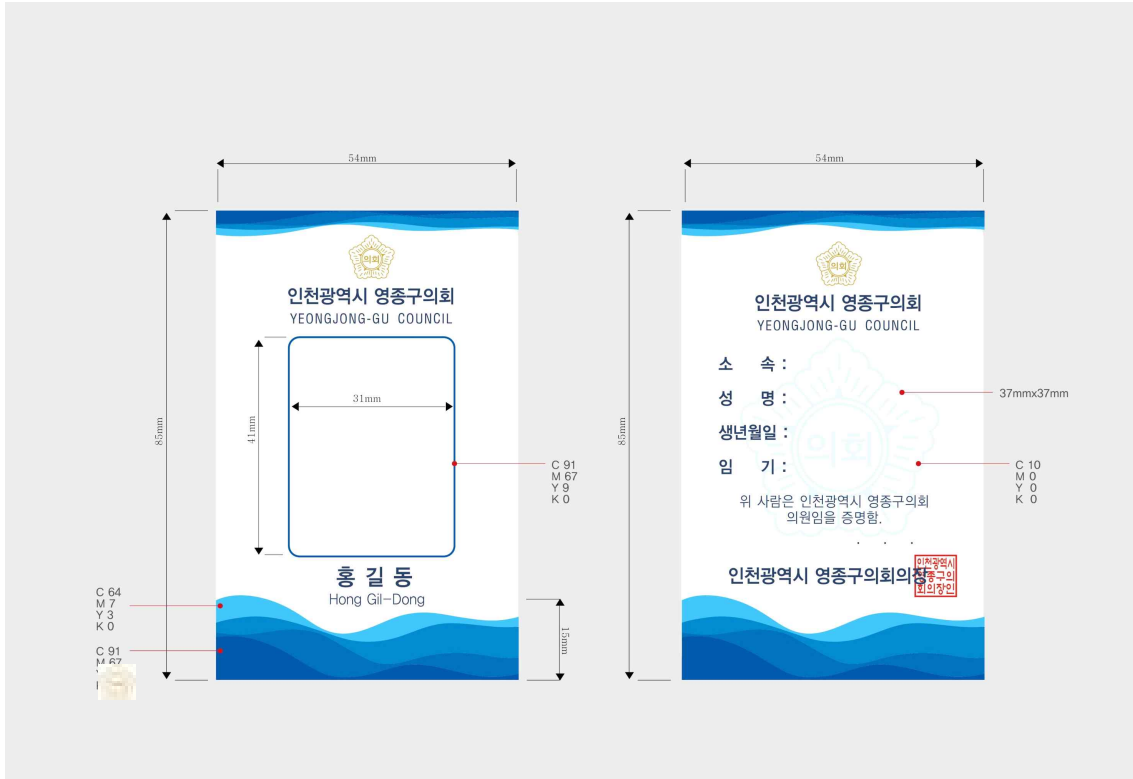 54mm
85mm
의회
인천광역시 영종구의회
YEONGJONG-GU COUNCIL
41mm
31mm
C 91
M 67
Y 9
K 0
홍 길 동
Hong Gil-Dong
C 64
M 7
Y 3
K 0
C 91
M 67
15mm
54mm
85mm
의회
인천광역시 영종구의회
YEONGJONG-GU COUNCIL
소 속 :
성 명 :
생년월일 :
임 기 :
의회
37mmx37mm
C 10
M 0
Y 0
K 0
위 사람은 인천광역시 영종구의회
의원임을 증명함.
. . .
인천광역시 영종구의회의장
인천광역시
영종구의
회의장인